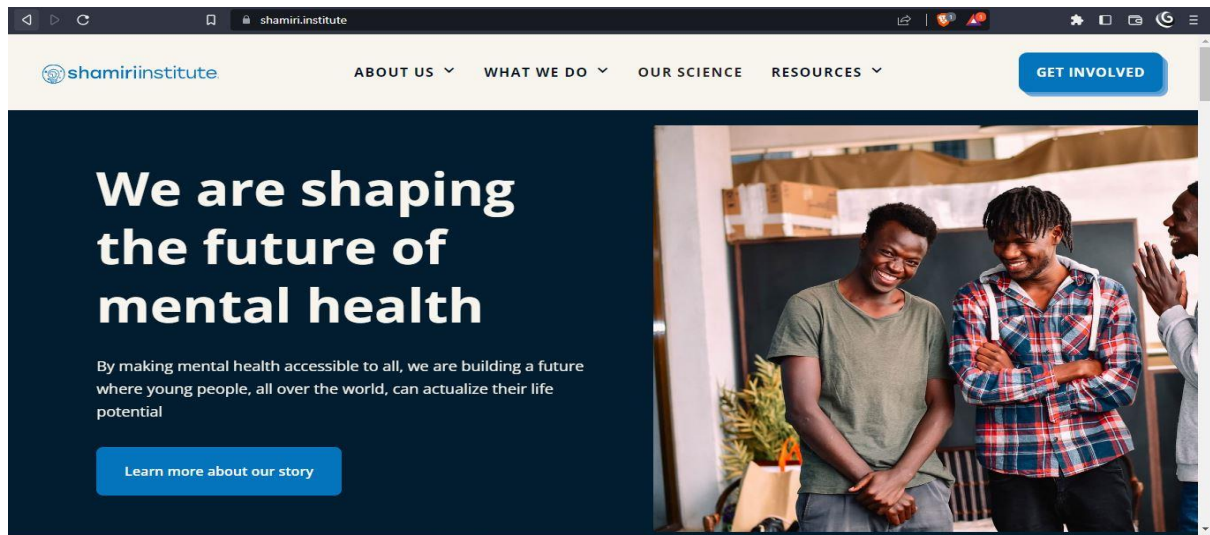 shamiri.institute
shamiriinstitute.
ABOUT US WHAT WE DO OUR SCIENCE RESOURCES GET INVOLVED
We are shaping
the future of
mental health
By making mental health accessible to all, we are building a future
where young people, all over the world, can actualize their life
potential
Learn more about our story